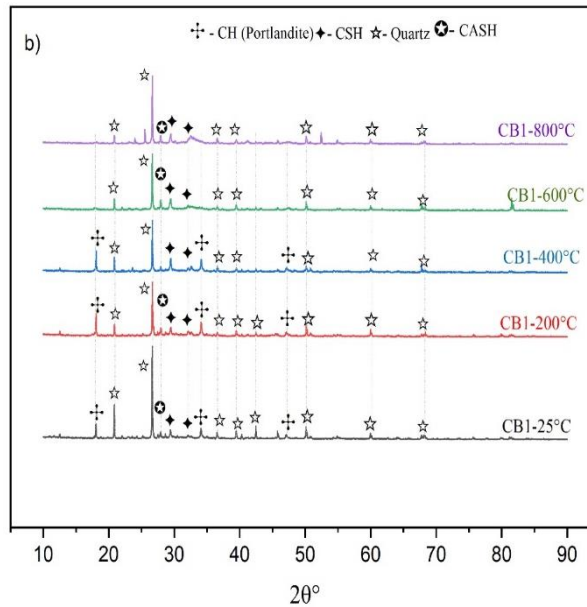 b)
- CH (Portlandite) - CSH - Quartz - CASH
CB1-800°C
CB1-600°C
CB1-400°C
CB1-200°C
CB1-25°C
10 20 30 40 50 60 70 80 90
2θ°